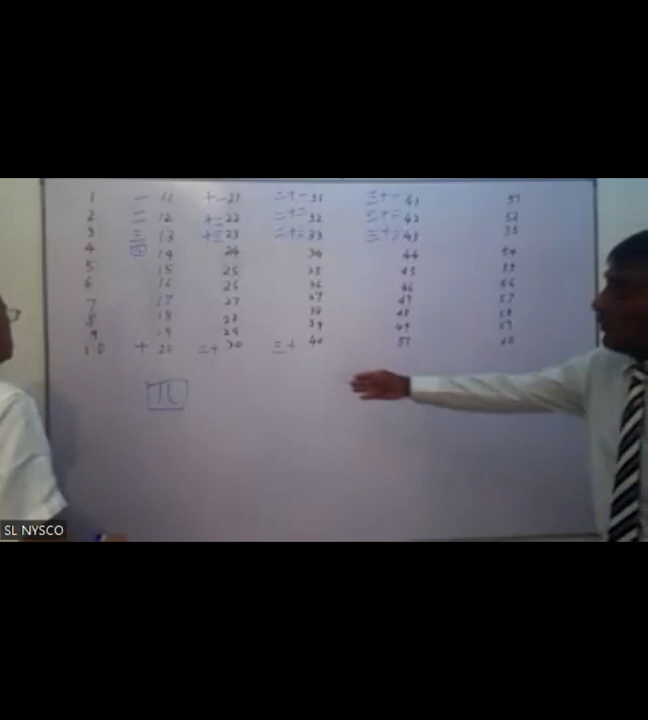 1 一 11 十一 21 二十一 31 三十一 41 51
2 二 12 十二 22 二十二 32 三十二 42 52
3 三 13 十三 23 二十三 33 三十三 43 53
4 四 14 24 34 44 54
5 15 25 35 45 55
6 16 26 36 46 56
7 17 27 37 47 57
8 18 28 38 48 58
9 19 29 39 49 59
10 十 20 二十 30 三十 40 51 60
SL NYSCO